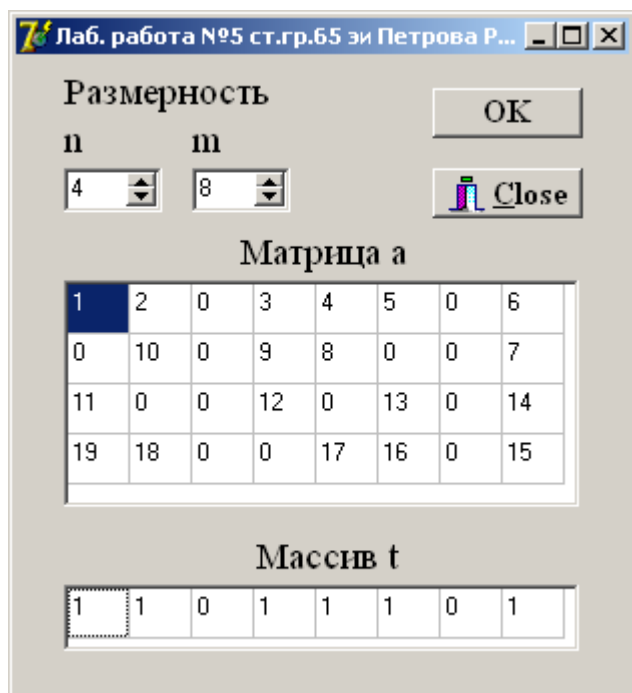 Лаб. работа №5 ст.гр.65 эи Петрова Р...
Размерность
OK
n m
4 8
Close
Матрица a
1 2 0 3 4 5 0 6
0 10 0 9 8 0 0 7
11 0 0 12 0 13 0 14
19 18 0 0 17 16 0 15
Массив t
1 1 0 1 1 1 0 1